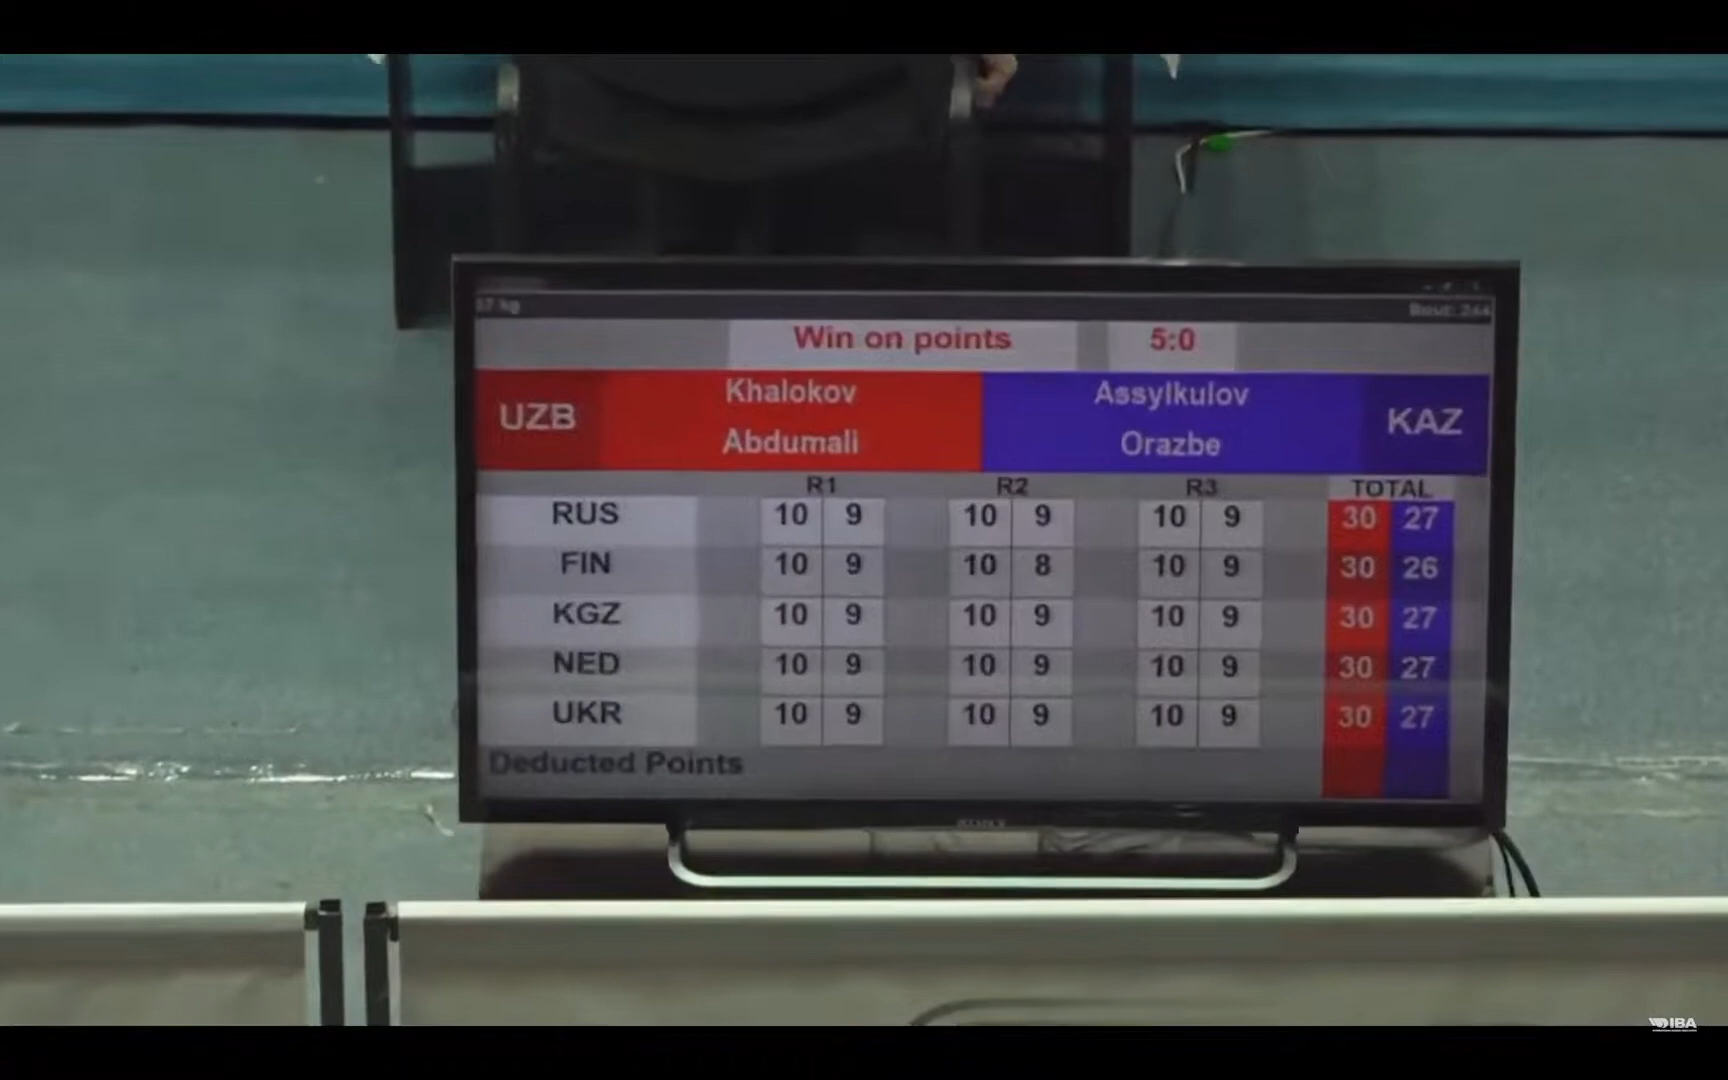 57 kg
Win on points 5:0
UZB Khalokov Abdumali Assylkulov Orazbe KAZ
R1 R2 R3 TOTAL
RUS 10 9 10 9 10 9 30 27
FIN 10 9 10 8 10 9 30 26
KGZ 10 9 10 9 10 9 30 27
NED 10 9 10 9 10 9 30 27
UKR 10 9 10 9 10 9 30 27
Deducted Points
SONY
IBA